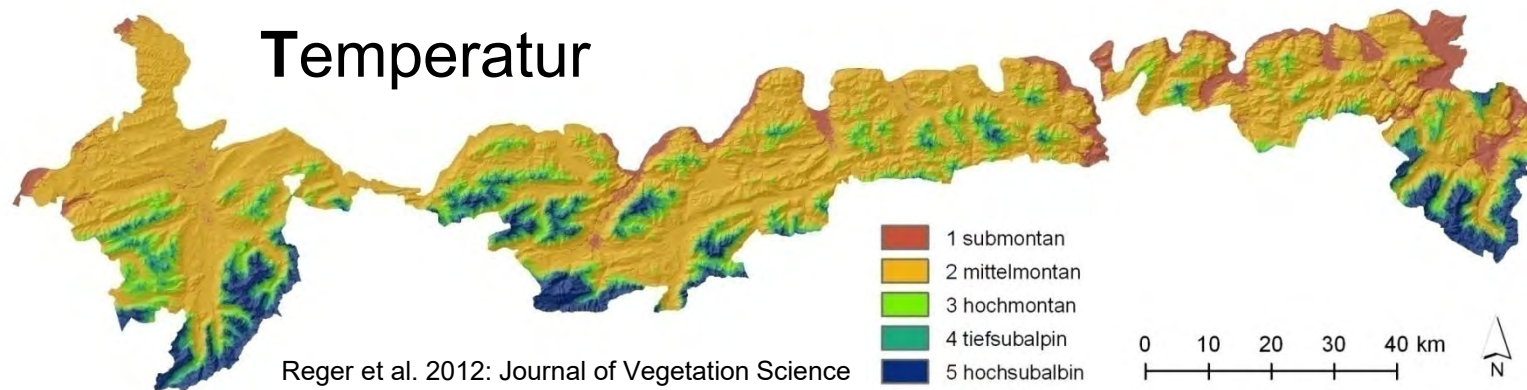 Temperatur
1 submontan
2 mittelmontan
3 hochmontan
4 tiefsubalpin
5 hochsubalbin
0 10 20 30 40 km
N
Reger et al. 2012: Journal of Vegetation Science